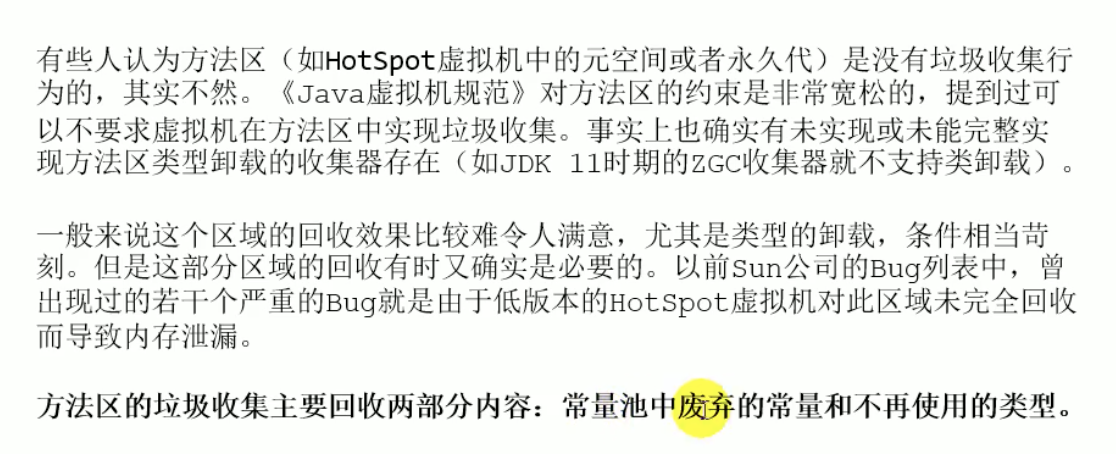 有些人认为方法区（如HotSpot虚拟机中的元空间或者永久代）是没有垃圾收集行
为的，其实不然。《Java虚拟机规范》对方法区的约束是非常宽松的，提到过可
以不要求虚拟机在方法区中实现垃圾收集。事实上也确实有未实现或未能完整实
现方法区类型卸载的收集器存在（如JDK 11时期的ZGC收集器就不支持类卸载）。
一般来说这个区域的回收效果比较难令人满意，尤其是类型的卸载，条件相当苛
刻。但是这部分区域的回收有时又确实是必要的。以前Sun公司的Bug列表中，曾
出现过的若干个严重的Bug就是由于低版本的HotSpot虚拟机对此区域未完全回收
而导致内存泄漏。
方法区的垃圾收集主要回收两部分内容：常量池中废弃的常量和不再使用的类型。